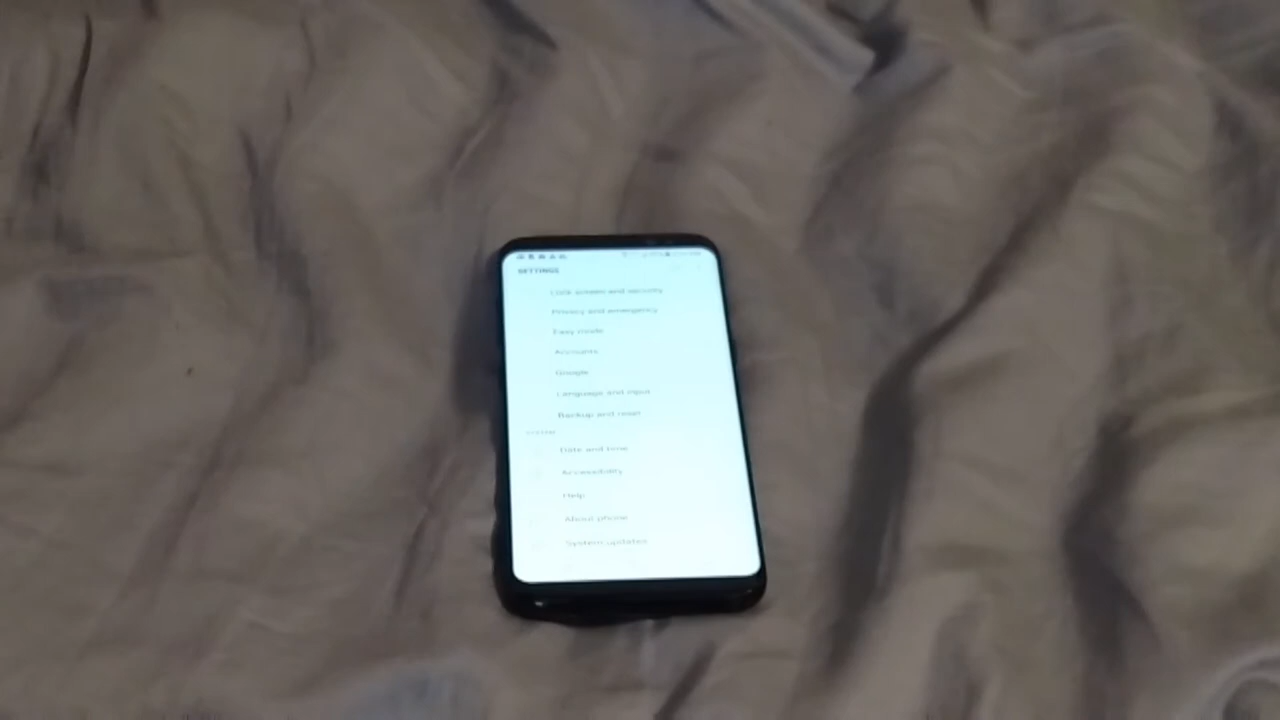 SETTINGS
Lock screen and security
Privacy and emergency
Easy mode
Accounts
Google
Language and input
Backup and reset
SYSTEM
Date and time
Accessibility
Help
About phone
System updates